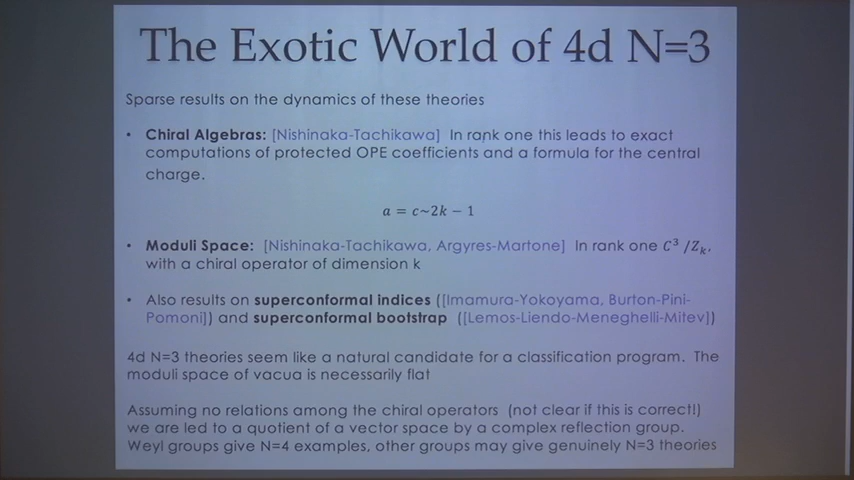 The Exotic World of 4d N=3
Sparse results on the dynamics of these theories
• Chiral Algebras: [Nishinaka-Tachikawa] In rank one this leads to exact
computations of protected OPE coefficients and a formula for the central
charge.
a = c~2k − 1
• Moduli Space: [Nishinaka-Tachikawa, Argyres-Martone] In rank one C³/Zₖ,
with a chiral operator of dimension k
• Also results on superconformal indices ([Imamura-Yokoyama, Burton-Pini-
Pomoni]) and superconformal bootstrap ([Lemos-Liendo-Meneghelli-Mitev])
4d N=3 theories seem like a natural candidate for a classification program. The
moduli space of vacua is necessarily flat
Assuming no relations among the chiral operators (not clear if this is correct!)
we are led to a quotient of a vector space by a complex reflection group.
Weyl groups give N=4 examples, other groups may give genuinely N=3 theories